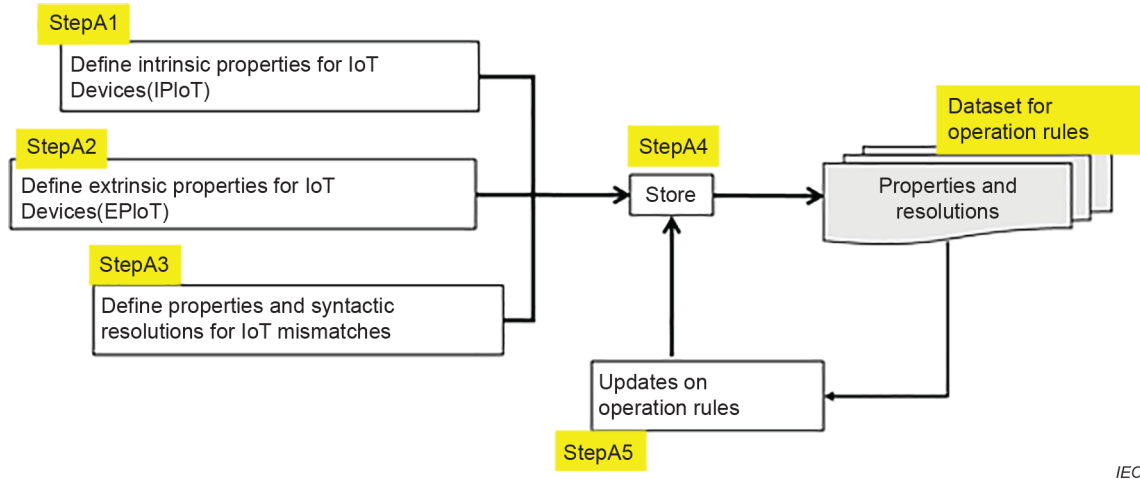 StepA1
Define intrinsic properties for IoT
Devices(IPIoT)
StepA2
Define extrinsic properties for IoT
Devices(EPIoT)
StepA3
Define properties and syntactic
resolutions for IoT mismatches
StepA4
Store
Dataset for
operation rules
Properties and
resolutions
Updates on
operation rules
StepA5
IEC